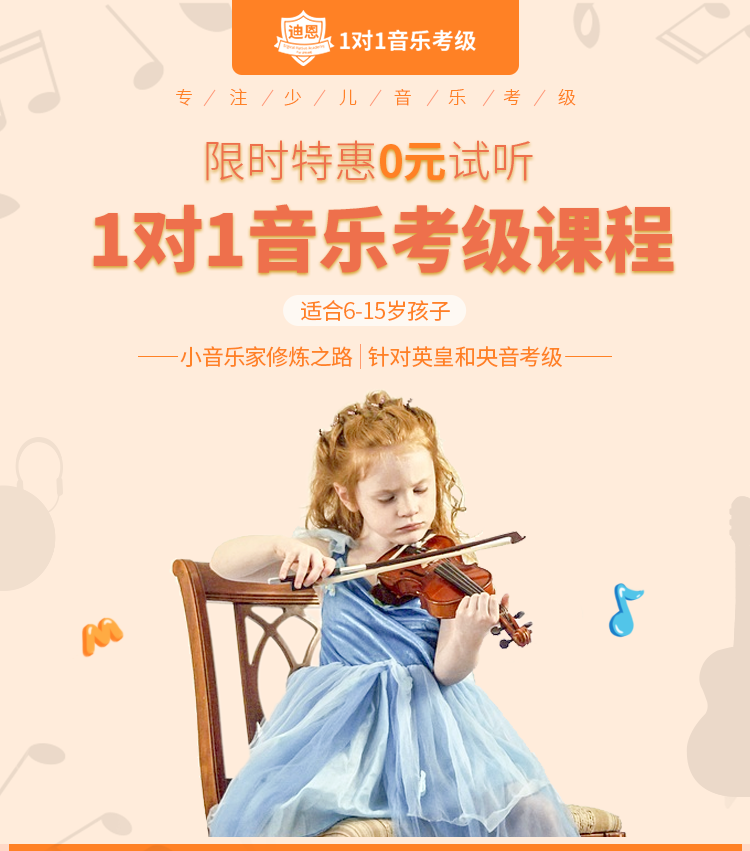 迪恩
1对1音乐考级
专/注/少/儿/音/乐/考/级
限时特惠0元试听
1对1音乐考级课程
适合6-15岁孩子
小音乐家修炼之路|针对英皇和央音考级